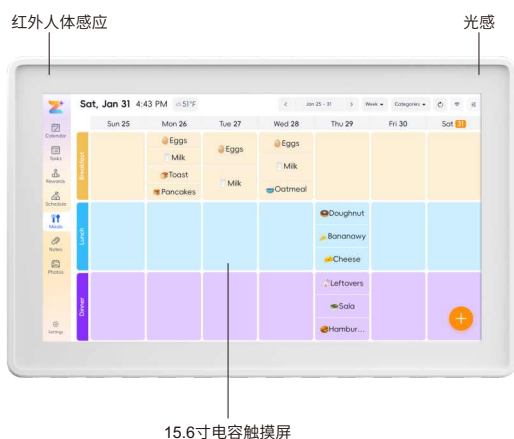 红外人体感应
光感
Sat, Jan 31 4:43 PM 51°F
Jan 25 - 31 Week Categories
Sun 25 Mon 26 Tue 27 Wed 28 Thu 29 Fri 30 Sat 31
Calendar
Tasks
Rewards
Schedule
Meals
Notes
Photos
Settings
Breakfast
Eggs
Milk
Toast
Pancakes
Eggs
Milk
Eggs
Milk
Oatmeal
Lunch
Doughnut
Bananawy
Cheese
Dinner
Leftovers
Sala
Hambur...
15.6寸电容触摸屏